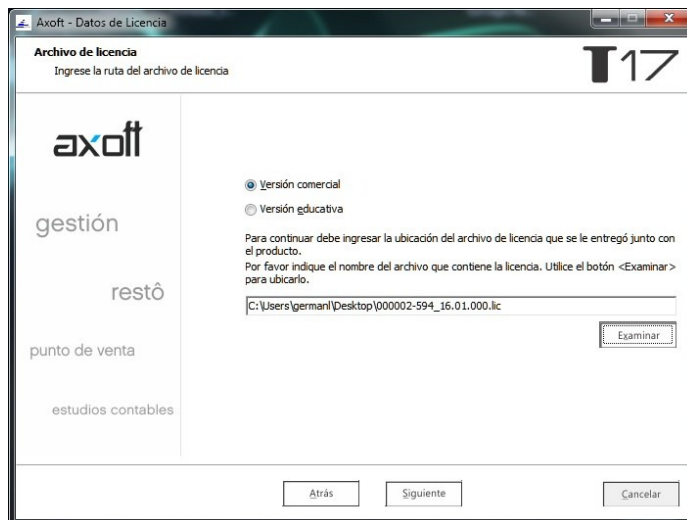 Axoft - Datos de Licencia
Archivo de licencia
Ingrese la ruta del archivo de licencia
T17
axoft
gestión
restô
punto de venta
estudios contables
Versión comercial
Versión educativa
Para continuar debe ingresar la ubicación del archivo de licencia que se le entregó junto con
el producto.
Por favor indique el nombre del archivo que contiene la licencia. Utilice el botón <Examinar>
para ubicarlo.
C:\Users\germanl\Desktop\000002-594_16.01.000.lic
Examinar
Atrás
Siguiente
Cancelar